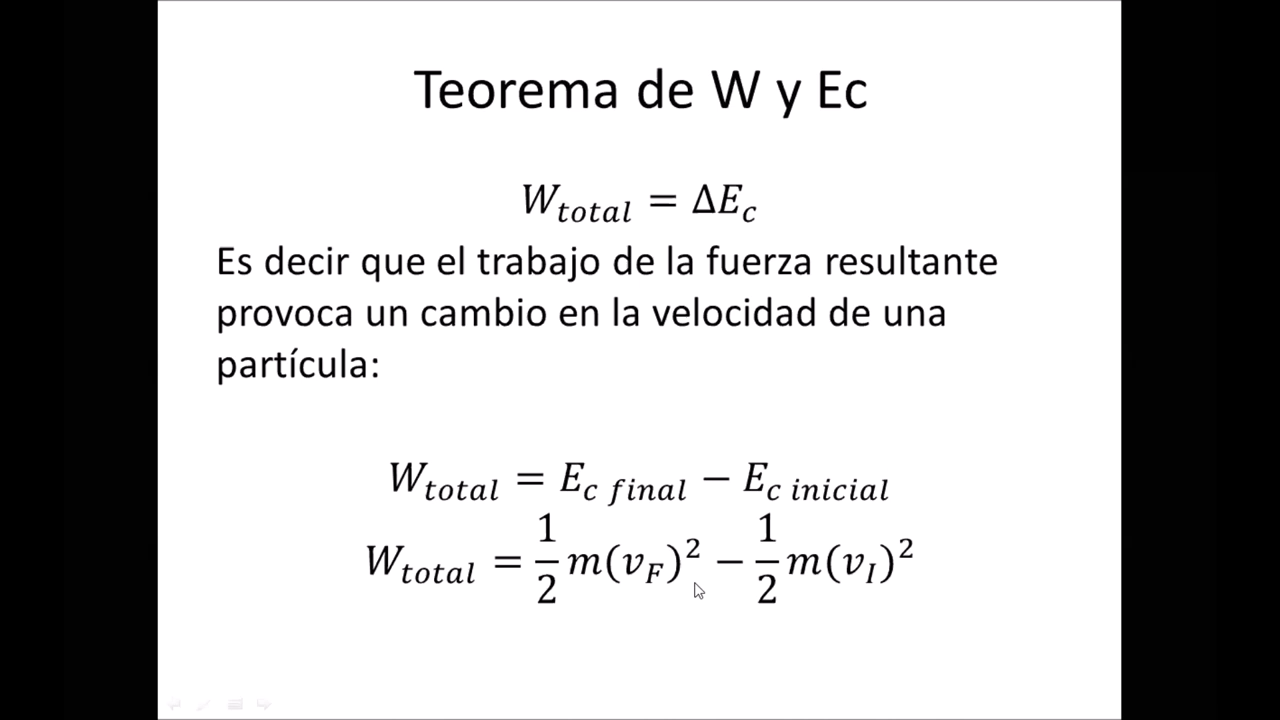 Teorema de W y Ec
W_total = ΔE_c
Es decir que el trabajo de la fuerza resultante
provoca un cambio en la velocidad de una
partícula:
W_total = E_c final − E_c inicial
W_total = 1/2 m(v_F)² − 1/2 m(v_I)²